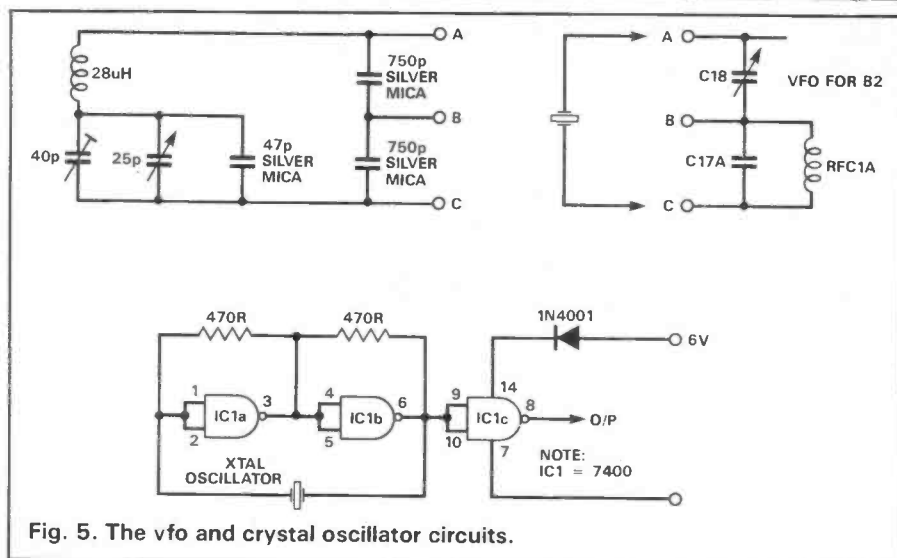 A
28uH
750p
SILVER
MICA
B
40p
25p
47p
SILVER
MICA
750p
SILVER
MICA
C
A
C18
VFO FOR B2
B
C17A
RFC1A
C
470R
470R
1N4001
6V
1
2
IC1a
3
4
5
IC1b
6
9
10
IC1c
14
8
7
O/P
XTAL
OSCILLATOR
NOTE:
IC1 = 7400
Fig. 5. The vfo and crystal oscillator circuits.